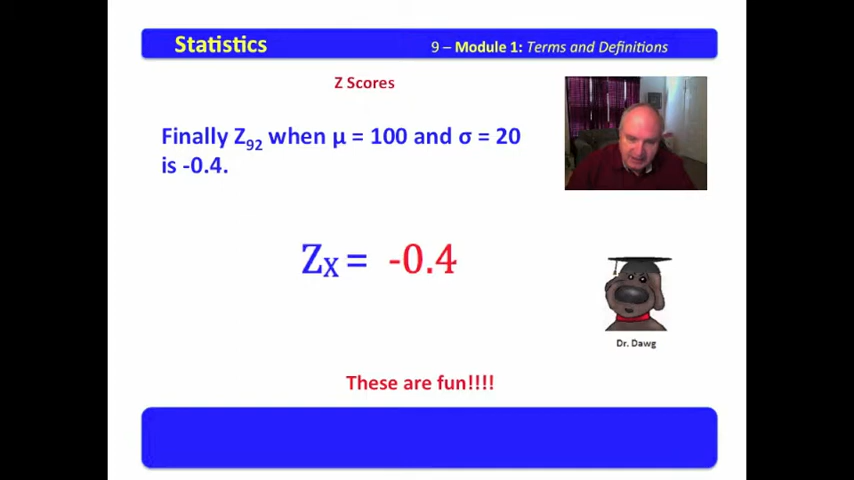 Statistics
9 – Module 1: Terms and Definitions
Z Scores
Finally Z92 when μ = 100 and σ = 20
is -0.4.
ZX = -0.4
Dr. Dawg
These are fun!!!!